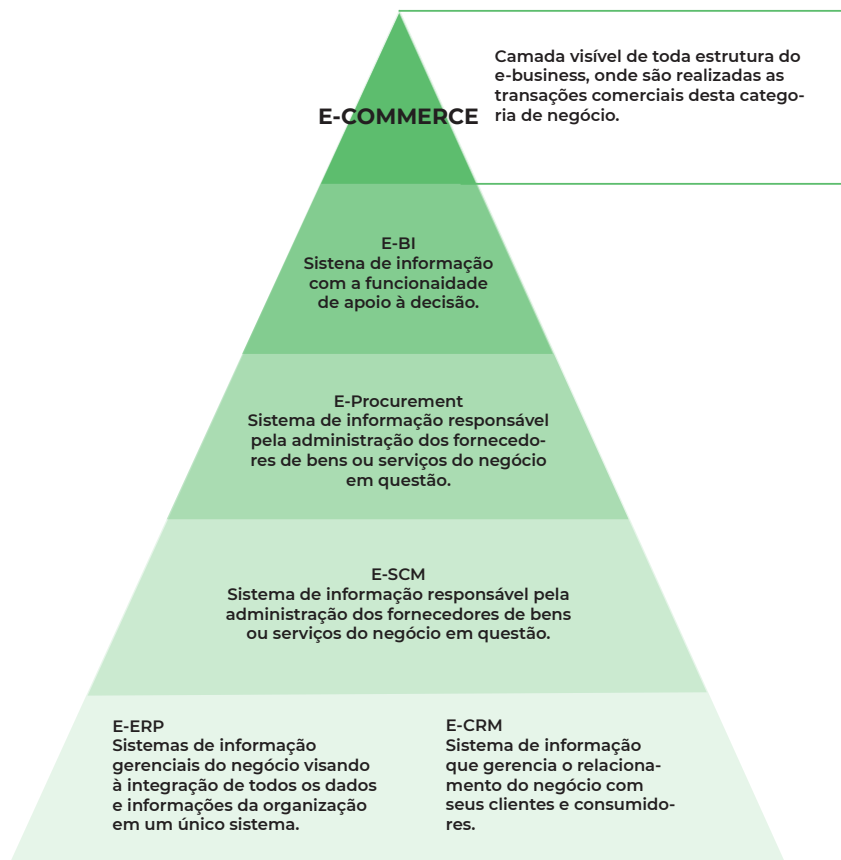 Camada visível de toda estrutura do
e-business, onde são realizadas as
transações comerciais desta catego-
ria de negócio.
E-COMMERCE
E-BI
Sistena de informação
com a funcionaidade
de apoio à decisão.
E-Procurement
Sistema de informação responsável
pela administração dos fornecedo-
res de bens ou serviços do negócio
em questão.
E-SCM
Sistema de informação responsável pela
administração dos fornecedores de bens
ou serviços do negócio em questão.
E-ERP
Sistemas de informação
gerenciais do negócio visando
à integração de todos os dados
e informações da organização
em um único sistema.
E-CRM
Sistema de informação
que gerencia o relaciona-
mento do negócio com
seus clientes e consumido-
res.